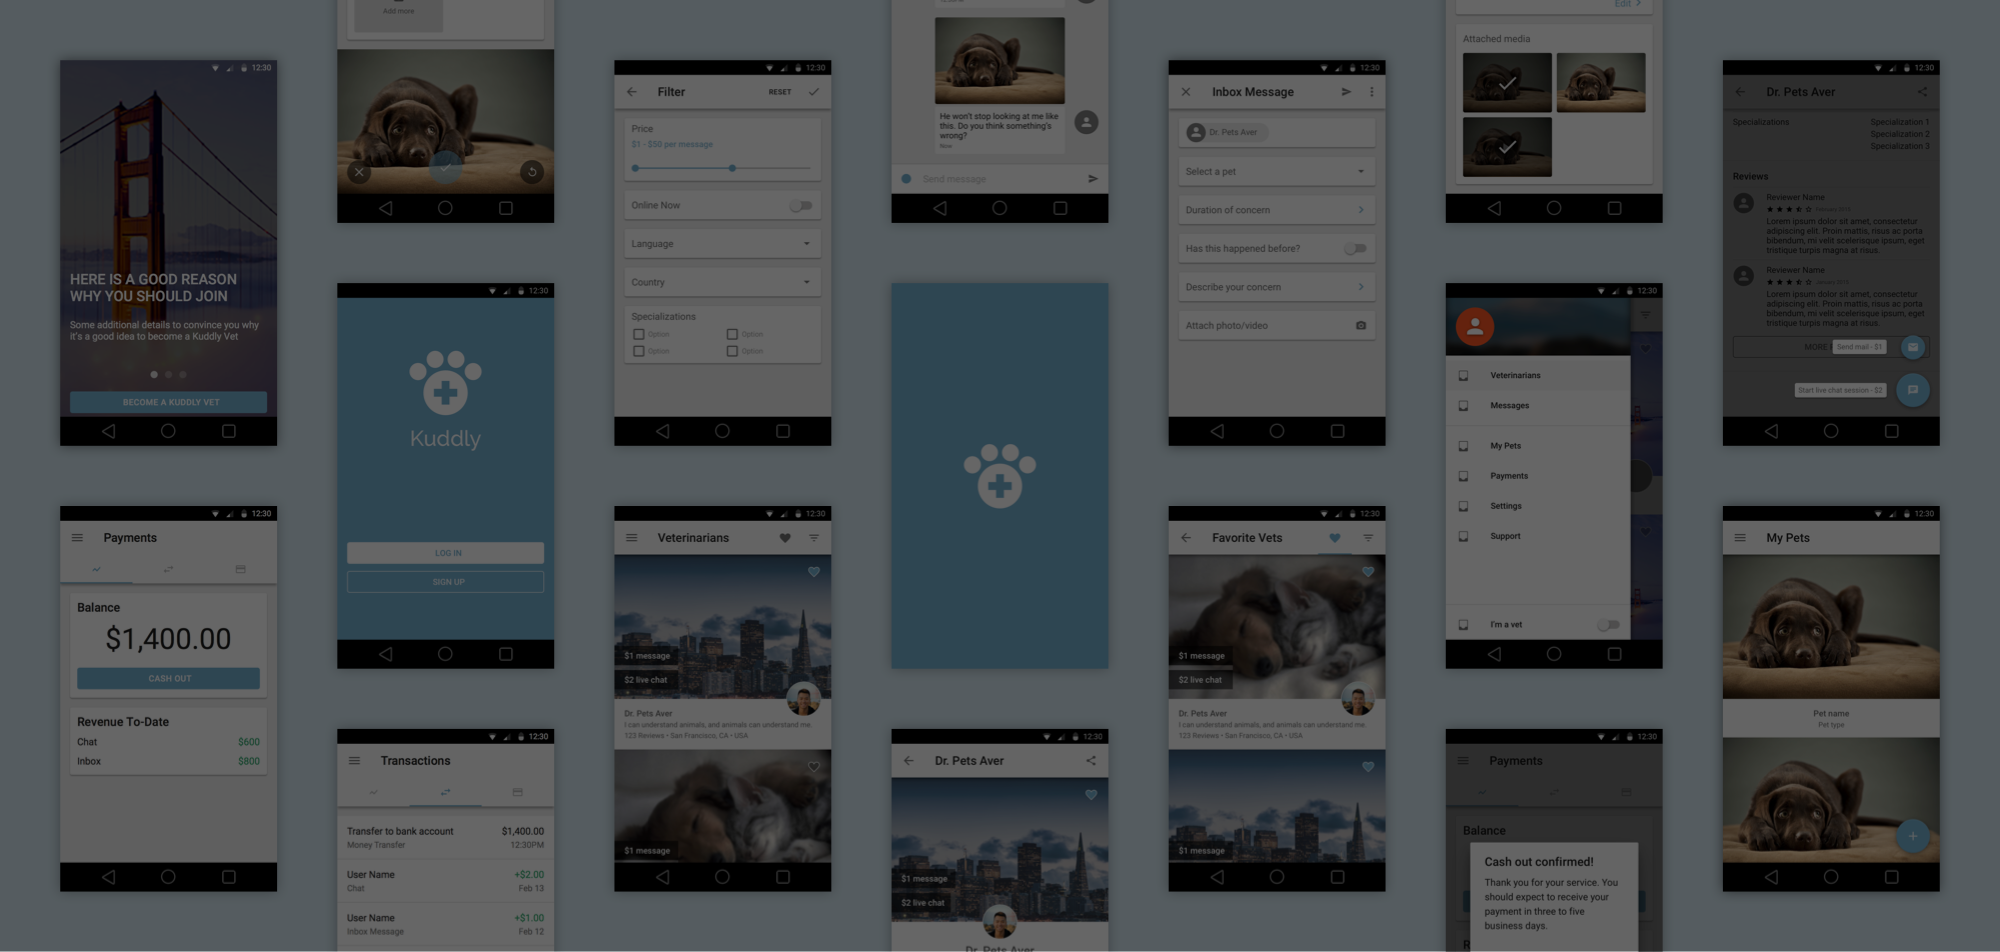 12:30
HERE IS A GOOD REASON
WHY YOU SHOULD JOIN
Some additional details to convince you why
it's a good idea to become a Kuddly Vet
BECOME A KUDDLY VET
12:30
Payments
Balance
$1,400.00
CASH OUT
Revenue To-Date
Chat $600
Inbox $800
Add more
12:30
Kuddly
LOG IN
SIGN UP
12:30
Transactions
Transfer to bank account $1,400.00
Money Transfer 12:30PM
User Name +$2.00
Chat Feb 13
User Name +$1.00
Inbox Message Feb 12
12:30
Filter RESET
Price
$1 - $50 per message
Online Now
Language
Country
Specializations
Option Option
Option Option
12:30
Veterinarians
$1 message
$2 live chat
Dr. Pets Aver
I can understand animals, and animals can understand me.
123 Reviews • San Francisco, CA • USA
$1 message
He won't stop looking at me like
this. Do you think something's
wrong?
Now
Send message
12:30
Dr. Pets Aver
$1 message
$2 live chat
Dr. Pets Aver
12:30
Inbox Message
Dr. Pets Aver
Select a pet
Duration of concern
Has this happened before?
Describe your concern
Attach photo/video
12:30
Favorite Vets
$1 message
$2 live chat
Dr. Pets Aver
I can understand animals, and animals can understand me.
123 Reviews • San Francisco, CA • USA
$1 message
Edit
Attached media
12:30
Veterinarians
Messages
My Pets
Payments
Settings
Support
I'm a vet
12:30
Payments
Balance
Cash out confirmed!
Thank you for your service. You
should expect to receive your
payment in three to five
business days.
12:30
Dr. Pets Aver
Specializations Specialization 1
Specialization 2
Specialization 3
Reviews
Reviewer Name
Lorem ipsum dolor sit amet, consectetur
adipiscing elit. Proin mattis, risus ac porta
bibendum, mi velit scelerisque ipsum, eget
tristique turpis magna at risus.
Reviewer Name
Lorem ipsum dolor sit amet, consectetur
adipiscing elit. Proin mattis, risus ac porta
bibendum, mi velit scelerisque ipsum, eget
tristique turpis magna at risus.
MORE
Send mail - $1
Start live chat session - $2
12:30
My Pets
Pet name
Pet type